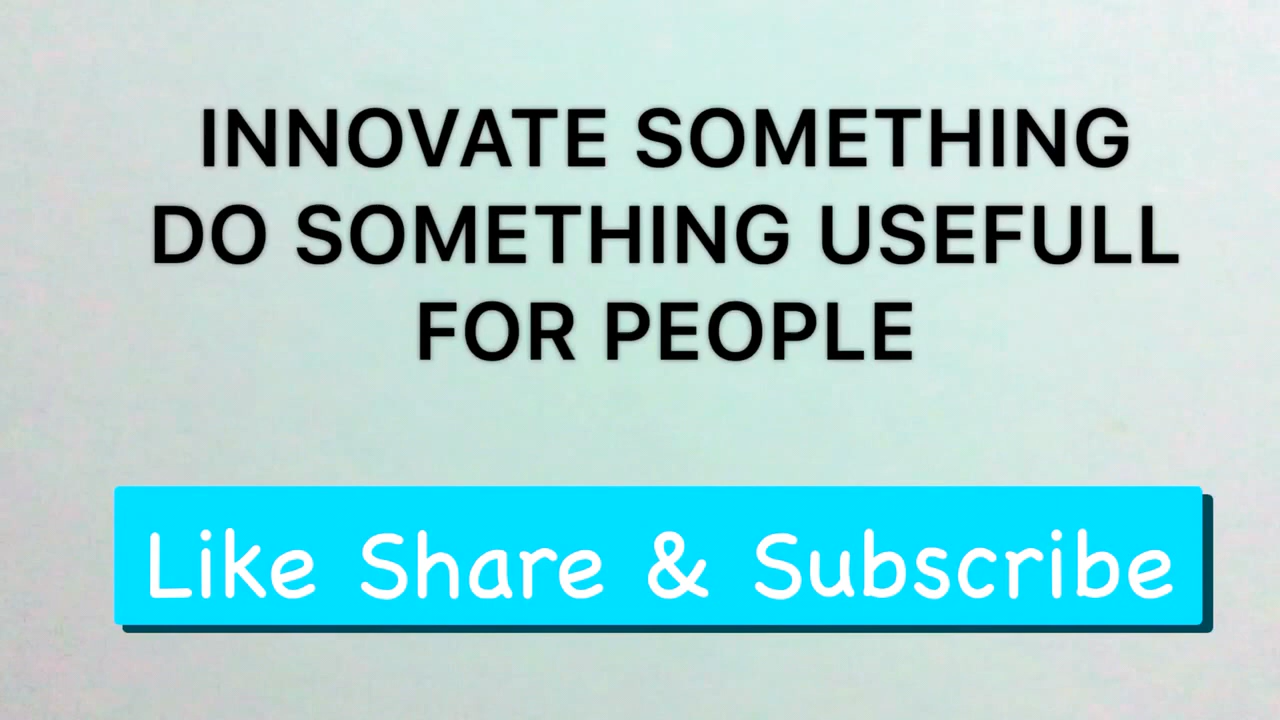 INNOVATE SOMETHING
DO SOMETHING USEFULL
FOR PEOPLE
Like Share & Subscribe